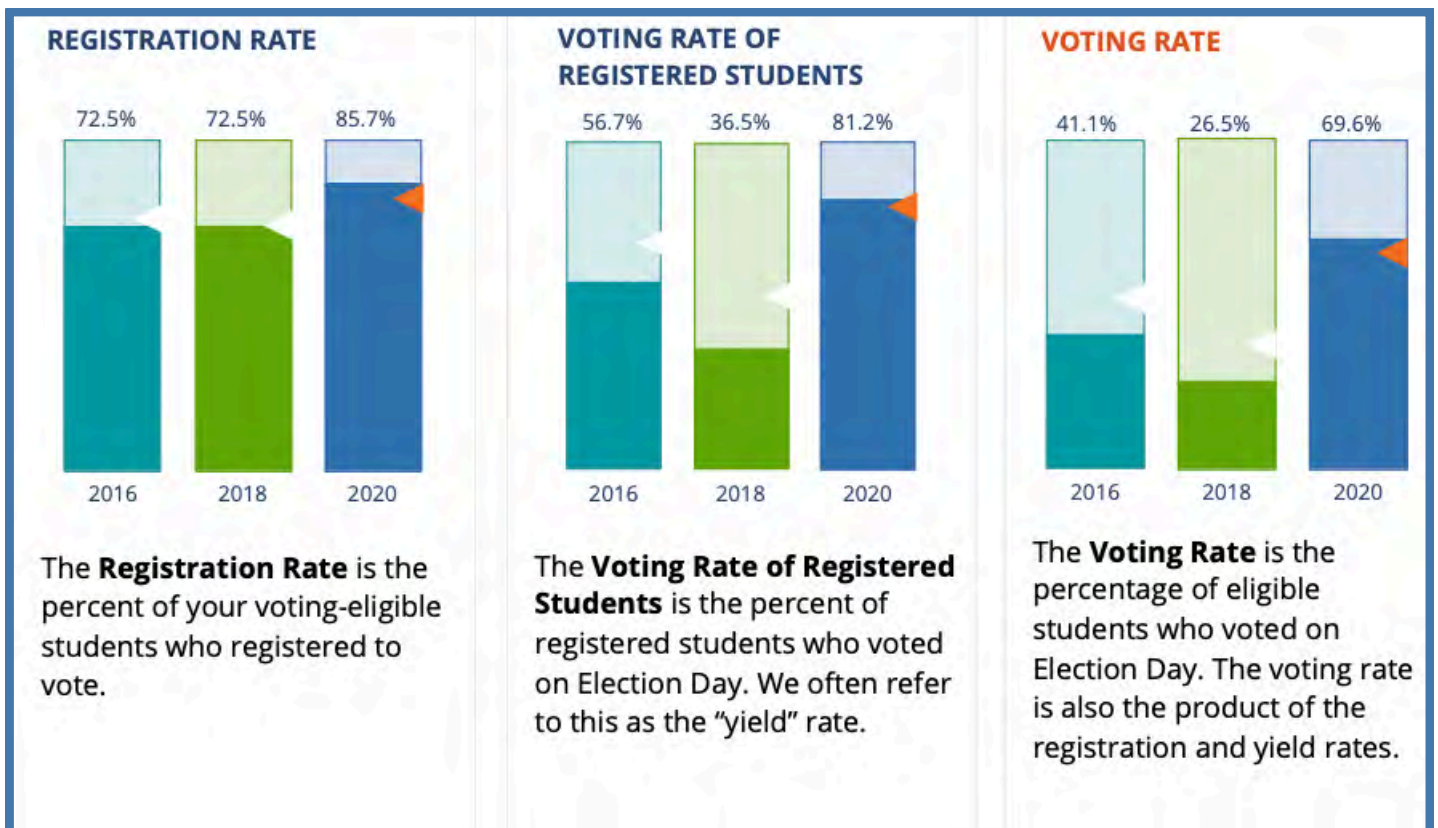 REGISTRATION RATE
72.5% 72.5% 85.7%
2016 2018 2020
The Registration Rate is the
percent of your voting-eligible
students who registered to
vote.
VOTING RATE OF
REGISTERED STUDENTS
56.7% 36.5% 81.2%
2016 2018 2020
The Voting Rate of Registered
Students is the percent of
registered students who voted
on Election Day. We often refer
to this as the “yield” rate.
VOTING RATE
41.1% 26.5% 69.6%
2016 2018 2020
The Voting Rate is the
percentage of eligible
students who voted on
Election Day. The voting rate
is also the product of the
registration and yield rates.